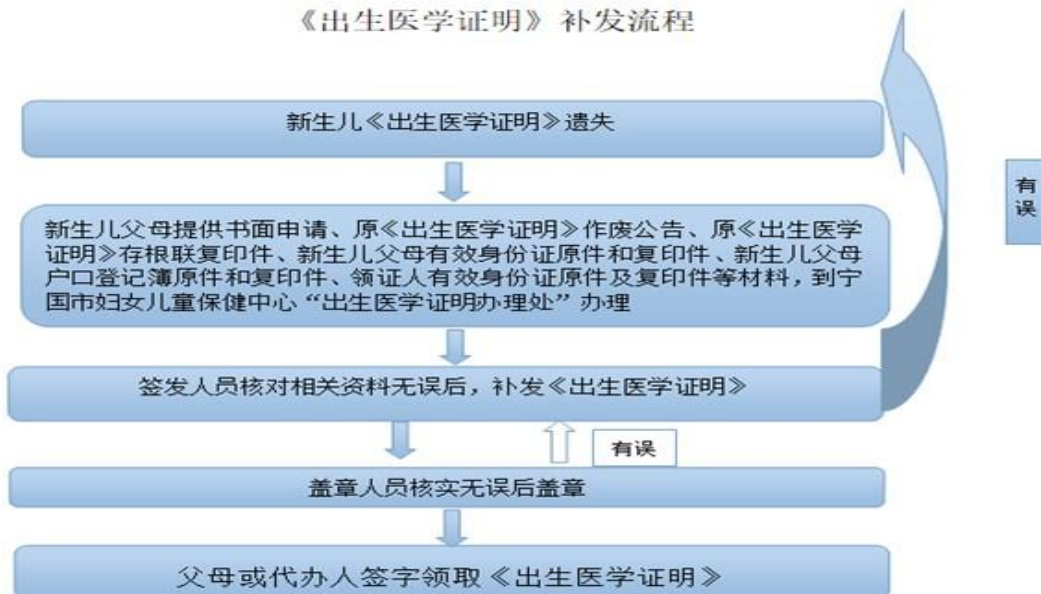 《出生医学证明》补发流程
新生儿《出生医学证明》遗失
新生儿父母提供书面申请、原《出生医学证明》作废公告、原《出生医学
证明》存根联复印件、新生儿父母有效身份证原件和复印件、新生儿父母
户口登记簿原件和复印件、领证人有效身份证原件及复印件等材料，到宁
国市妇女儿童保健中心“出生医学证明办理处”办理
有
误
签发人员核对相关资料无误后，补发《出生医学证明》
有误
盖章人员核实无误后盖章
父母或代办人签字领取《出生医学证明》